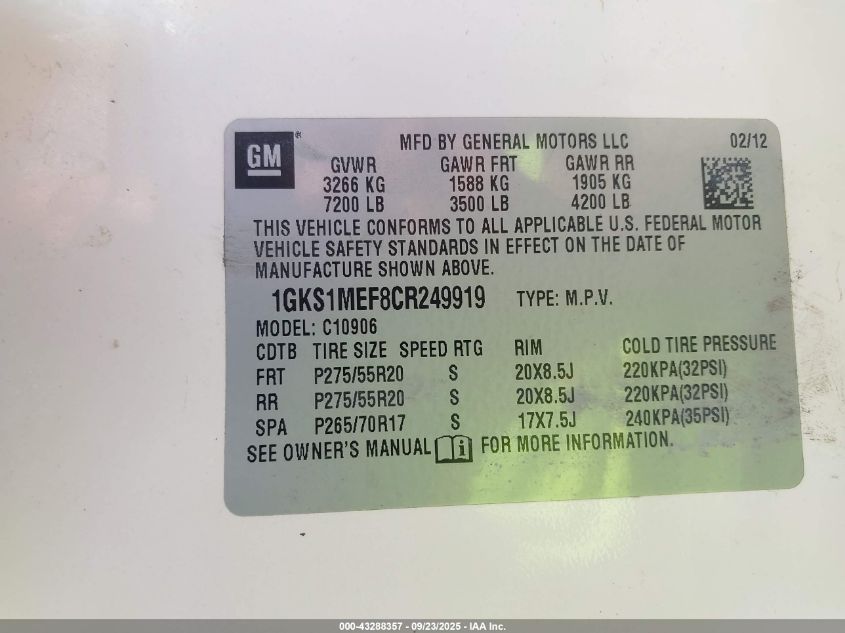 GM ® MFD BY GENERAL MOTORS LLC 02/12
GVWR GAWR FRT GAWR RR
3266 KG 1588 KG 1905 KG
7200 LB 3500 LB 4200 LB
THIS VEHICLE CONFORMS TO ALL APPLICABLE U.S. FEDERAL MOTOR
VEHICLE SAFETY STANDARDS IN EFFECT ON THE DATE OF
MANUFACTURE SHOWN ABOVE.
1GKS1MEF8CR249919 TYPE: M.P.V.
MODEL: C10906
CDTB TIRE SIZE SPEED RTG RIM COLD TIRE PRESSURE
FRT P275/55R20 S 20X8.5J 220KPA(32PSI)
RR P275/55R20 S 20X8.5J 220KPA(32PSI)
SPA P265/70R17 S 17X7.5J 240KPA(35PSI)
SEE OWNER'S MANUAL i FOR MORE INFORMATION.
000-43288357 - 09/23/2025 - IAA Inc.